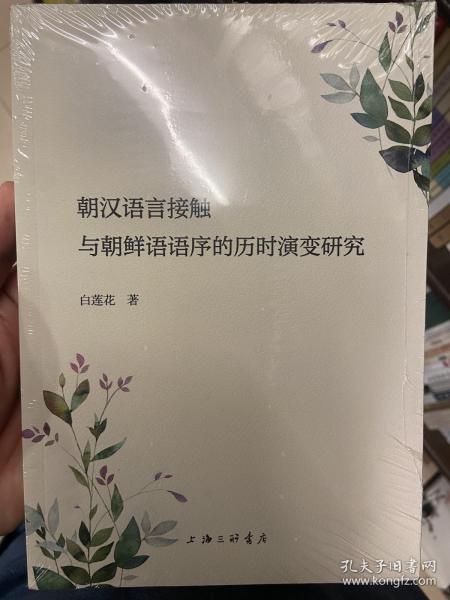 朝汉语言接触
与朝鲜语语序的历时演变研究
白莲花 著
上海三联书店
孔夫子旧书网
www.kongfz.com